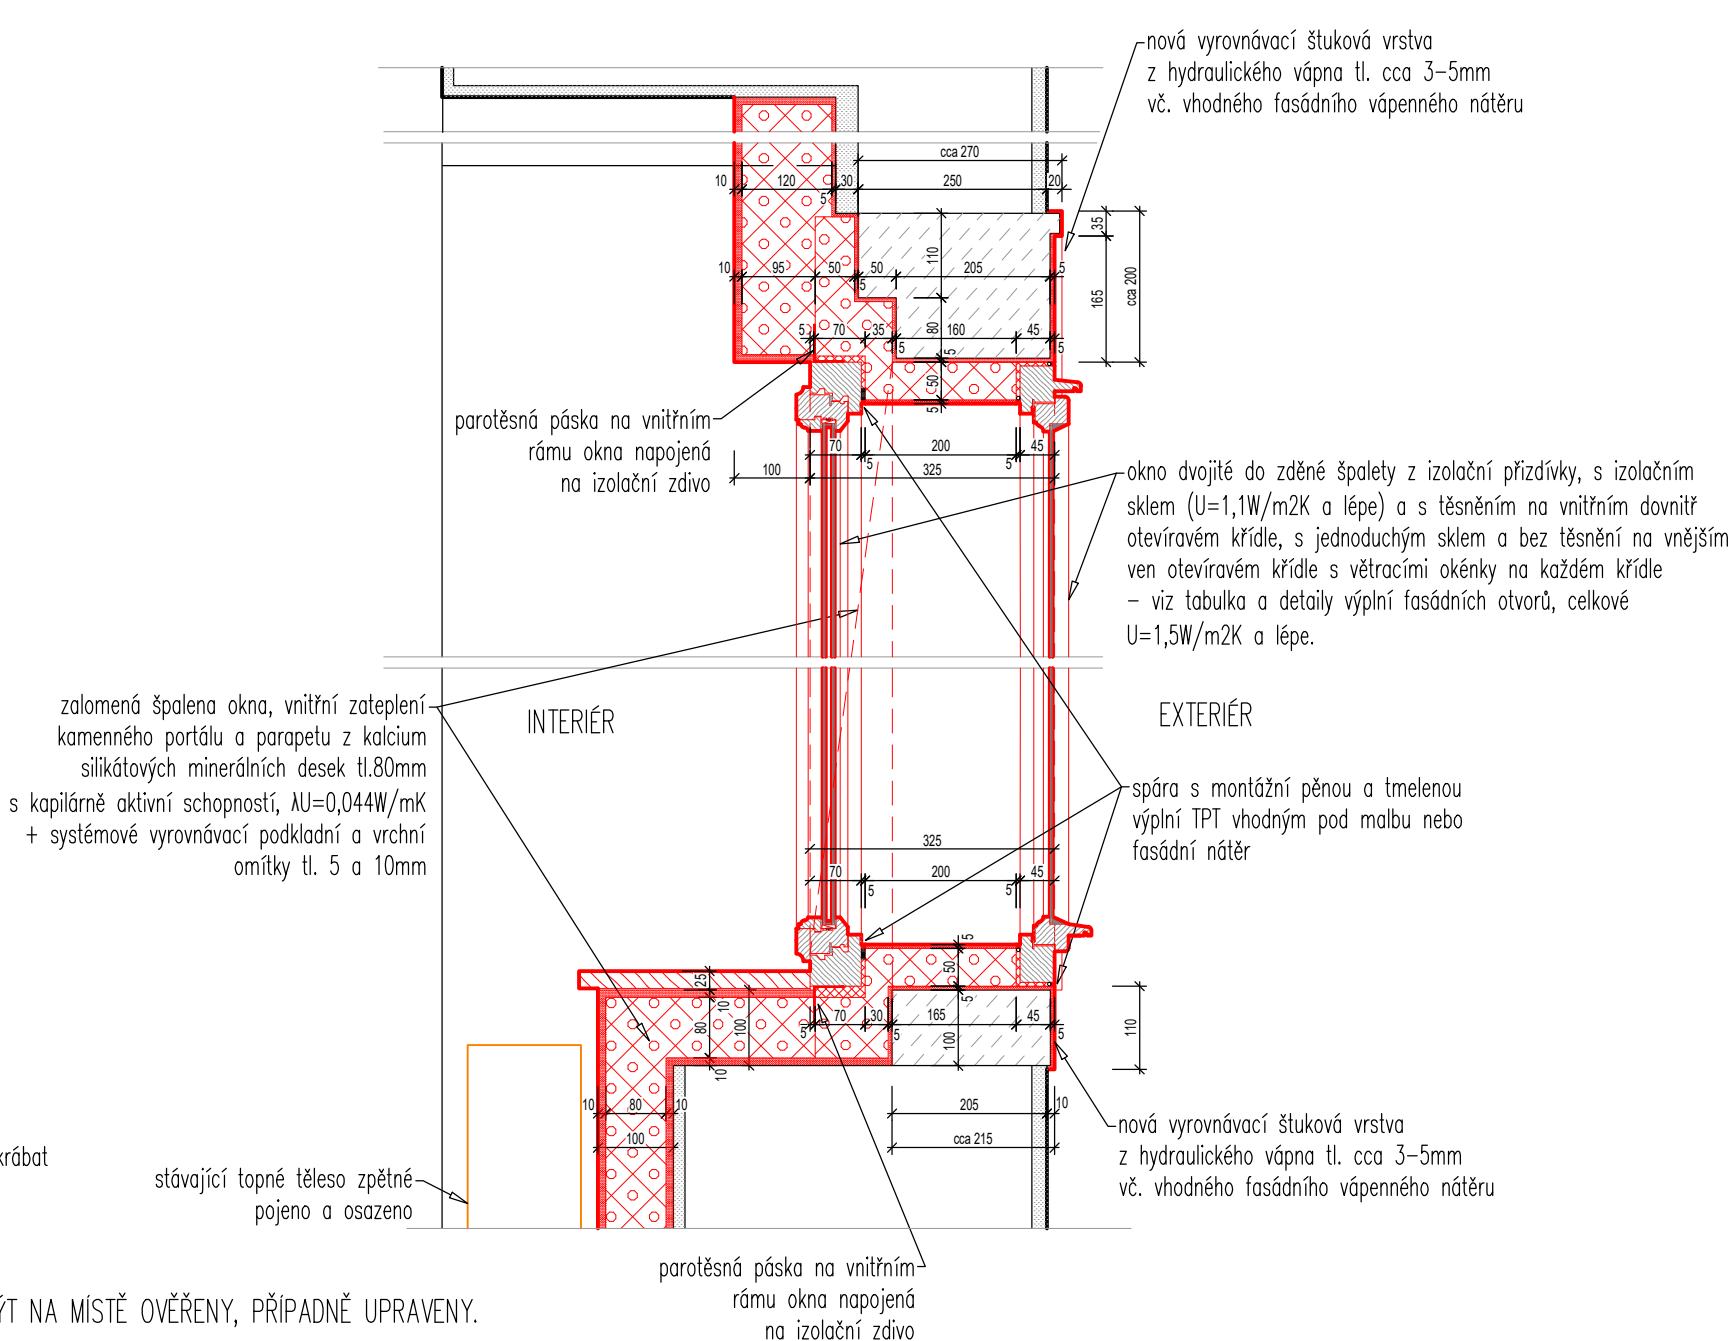 nová vyrovnávací štuková vrstva
z hydraulického vápna tl. cca 3-5mm
vč. vhodného fasádního vápenného nátěru
cca 270
10
120
5
30
250
20
35
165
cca 200
110
10
95
50
5
50
205
5
80
5
70
35
5
160
45
5
5
50
5
parotěsná páska na vnitřním
rámu okna napojená
na izolační zdivo
70
5
200
5
45
100
325
okno dvojité do zděné špalety z izolační přizdívky, s izolačním
sklem (U=1,1W/m2K a lépe) a s těsněním na vnitřním dovnitř
otevíravém křídle, s jednoduchým sklem a bez těsnění na vnějším
ven otevíravém křídle s větracími okénky na každém křídle
– viz tabulka a detaily výplní fasádních otvorů, celkové
U=1,5W/m2K a lépe.
zalomená špalena okna, vnitřní zateplení
kamenného portálu a parapetu z kalcium
silikátových minerálních desek tl.80mm
s kapilárně aktivní schopností, λU=0,044W/mK
+ systémové vyrovnávací podkladní a vrchní
omítky tl. 5 a 10mm
INTERIÉR
EXTERIÉR
spára s montážní pěnou a tmelenou
výplní TPT vhodným pod malbu nebo
fasádní nátěr
325
70
5
200
5
45
5
50
5
25
10
80
100
10
5
70
30
5
165
45
5
100
110
10
80
10
100
205
10
cca 215
nová vyrovnávací štuková vrstva
z hydraulického vápna tl. cca 3-5mm
vč. vhodného fasádního vápenného nátěru
krábat
stávající topné těleso zpětné
pojeno a osazeno
parotěsná páska na vnitřním
rámu okna napojená
na izolační zdivo
ÝT NA MÍSTĚ OVĚŘENY, PŘÍPADNĚ UPRAVENY.